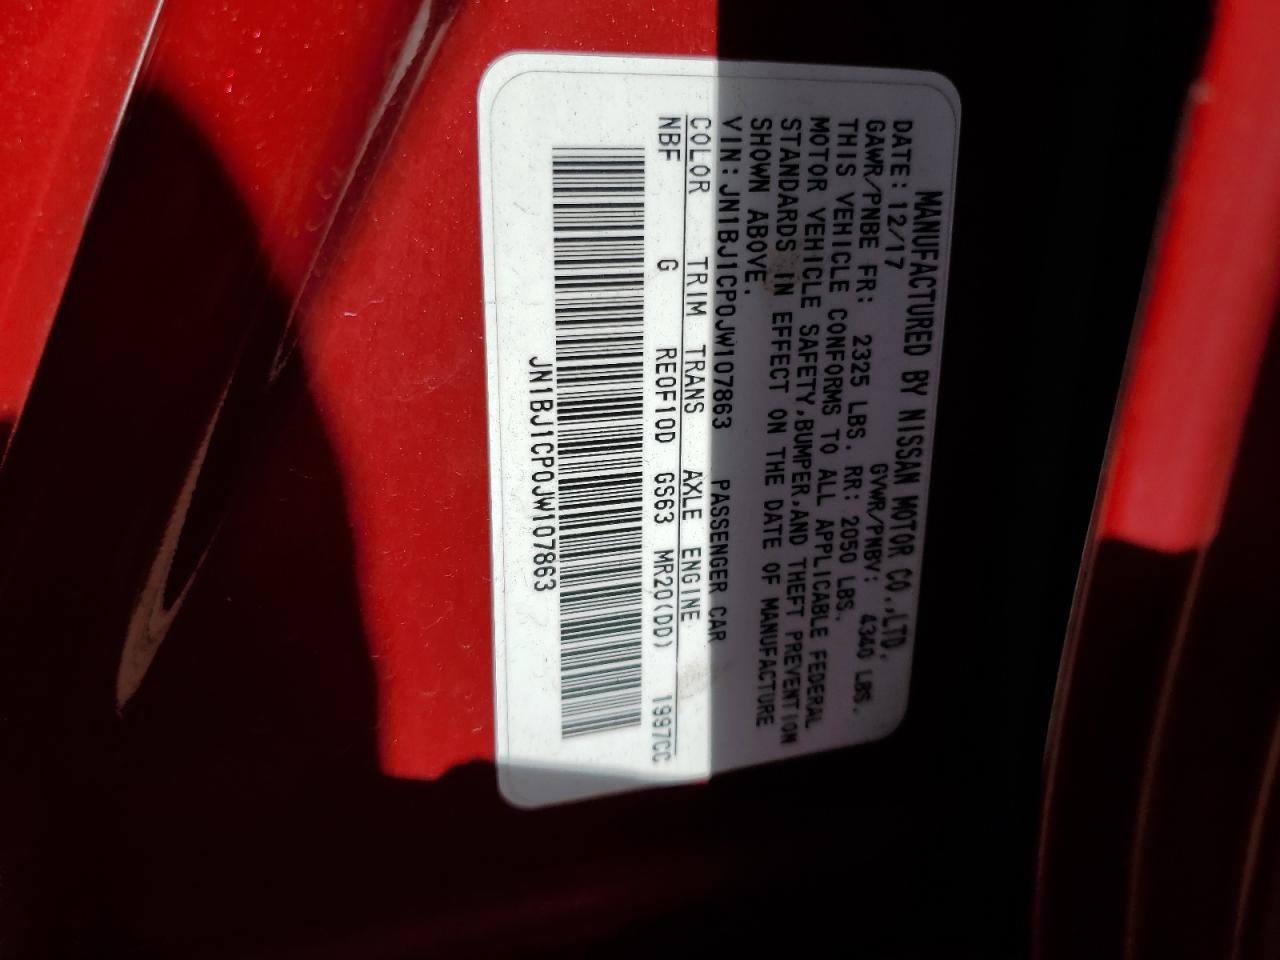 MANUFACTURED BY NISSAN MOTOR CO.,LTD.
DATE: 12/17 GVWR/PNBV: 4340 LBS.
GAWR/PNBE FR: 2325 LBS. RR: 2050 LBS.
THIS VEHICLE CONFORMS TO ALL APPLICABLE FEDERAL
MOTOR VEHICLE SAFETY,BUMPER,AND THEFT PREVENTION
STANDARDS IN EFFECT ON THE DATE OF MANUFACTURE
SHOWN ABOVE.
VIN: JN1BJ1CP0JW107863 PASSENGER CAR
COLOR TRIM TRANS AXLE ENGINE
NBF G RE0F10D GS63 MR20(DD) 1997CC
JN1BJ1CP0JW107863